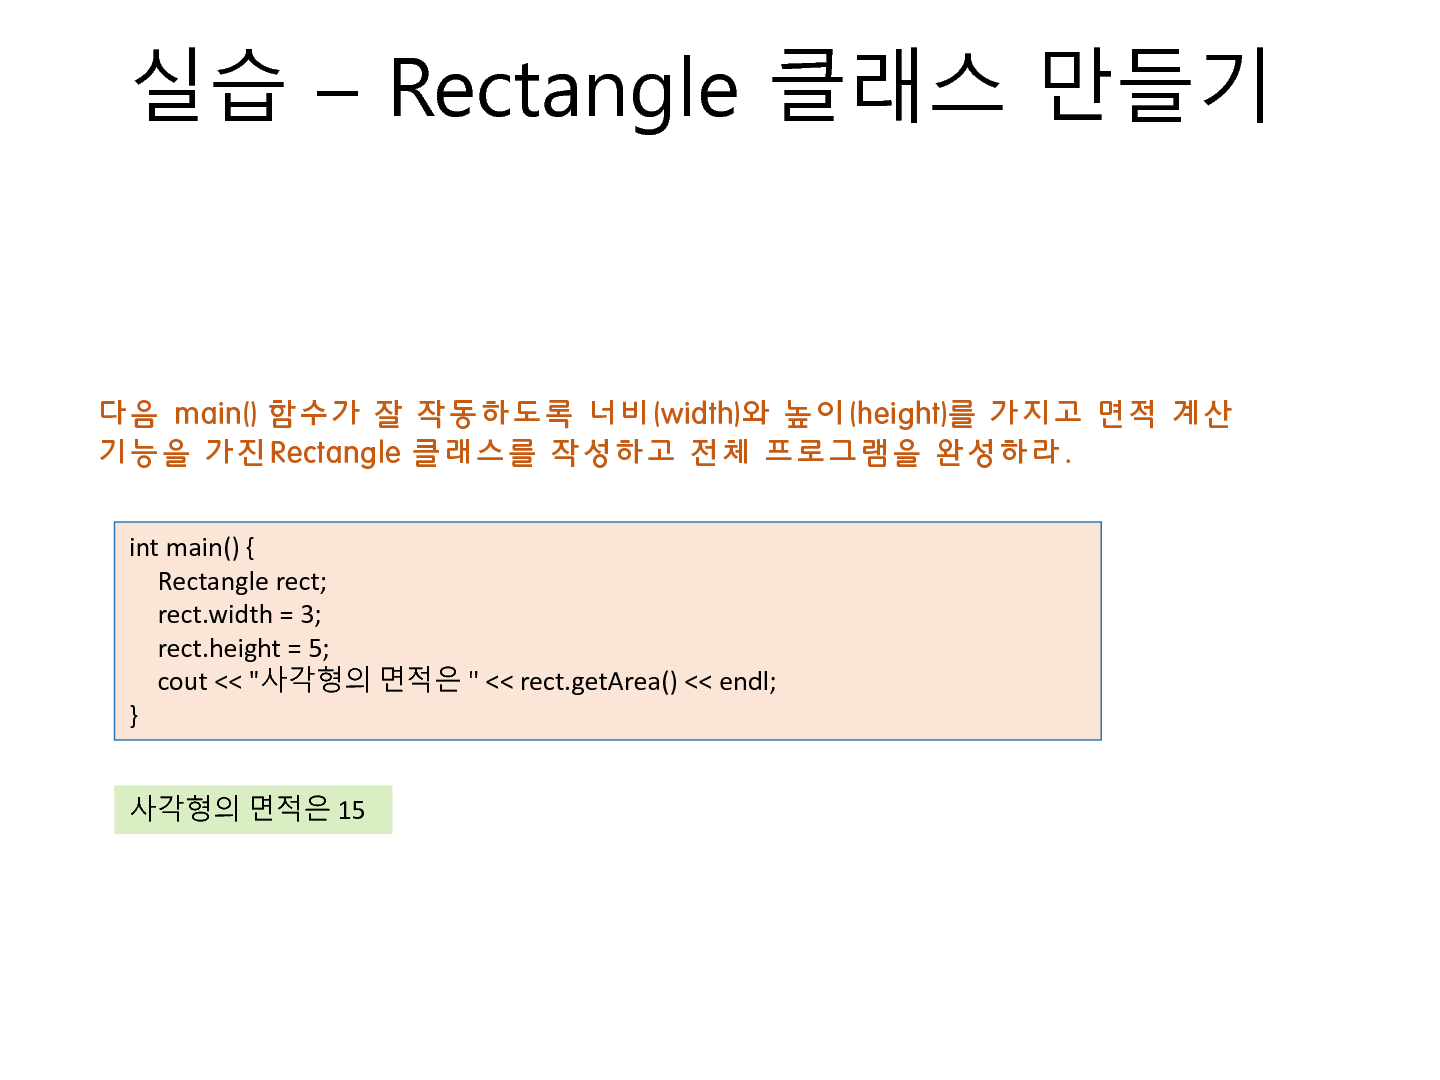 실습 – Rectangle 클래스 만들기
다음 main() 함수가 잘 작동하도록 너비(width)와 높이(height)를 가지고 면적 계산
기능을 가진Rectangle 클래스를 작성하고 전체 프로그램을 완성하라.
int main() {
Rectangle rect;
rect.width = 3;
rect.height = 5;
cout << "사각형의 면적은 " << rect.getArea() << endl;
}
사각형의 면적은 15